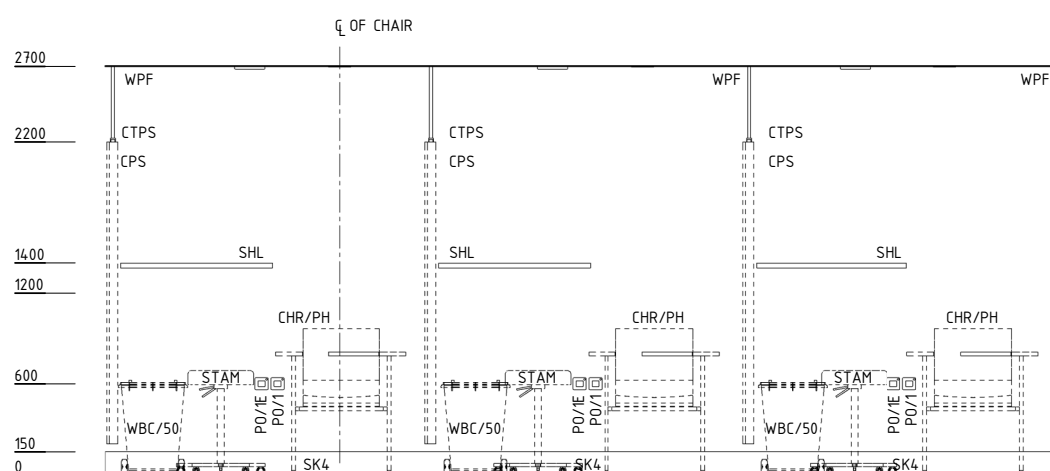 ℄ OF CHAIR
2700
WPF WPF WPF
CTPS CTPS CTPS
2200
CPS CPS CPS
1400 SHL SHL SHL
1200
CHR/PH CHR/PH CHR/PH
600 STAM STAM STAM
PO/1E PO/1 PO/1E PO/1 PO/1E PO/1
WBC/50 WBC/50 WBC/50
150
0 SK4 SK4 SK4